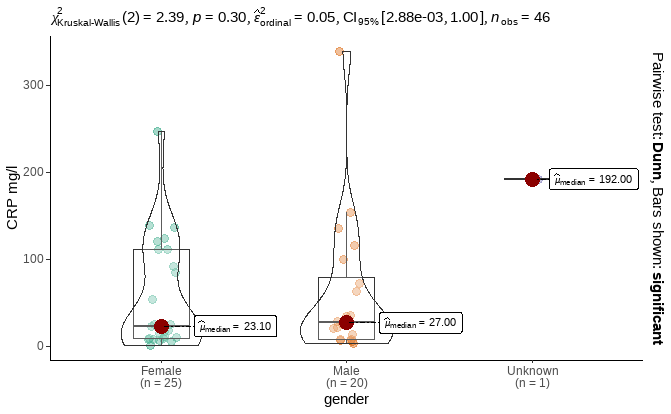 χ²Kruskal-Wallis(2) = 2.39, p = 0.30, ε̂²ordinal = 0.05, CI95% [2.88e-03, 1.00], nobs = 46
CRP mg/l
300
200
100
0
μ̂median = 23.10
μ̂median = 27.00
μ̂median = 192.00
Female
(n = 25)
Male
(n = 20)
Unknown
(n = 1)
gender
Pairwise test: Dunn, Bars shown: significant